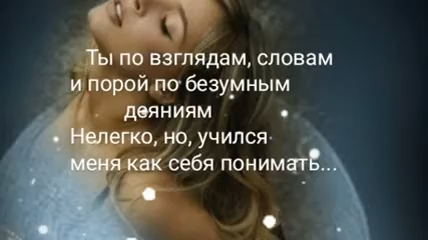 Ты по взглядам, словам
и порой по безумным
деяниям
Нелегко, но, учился
меня как себя понимать...